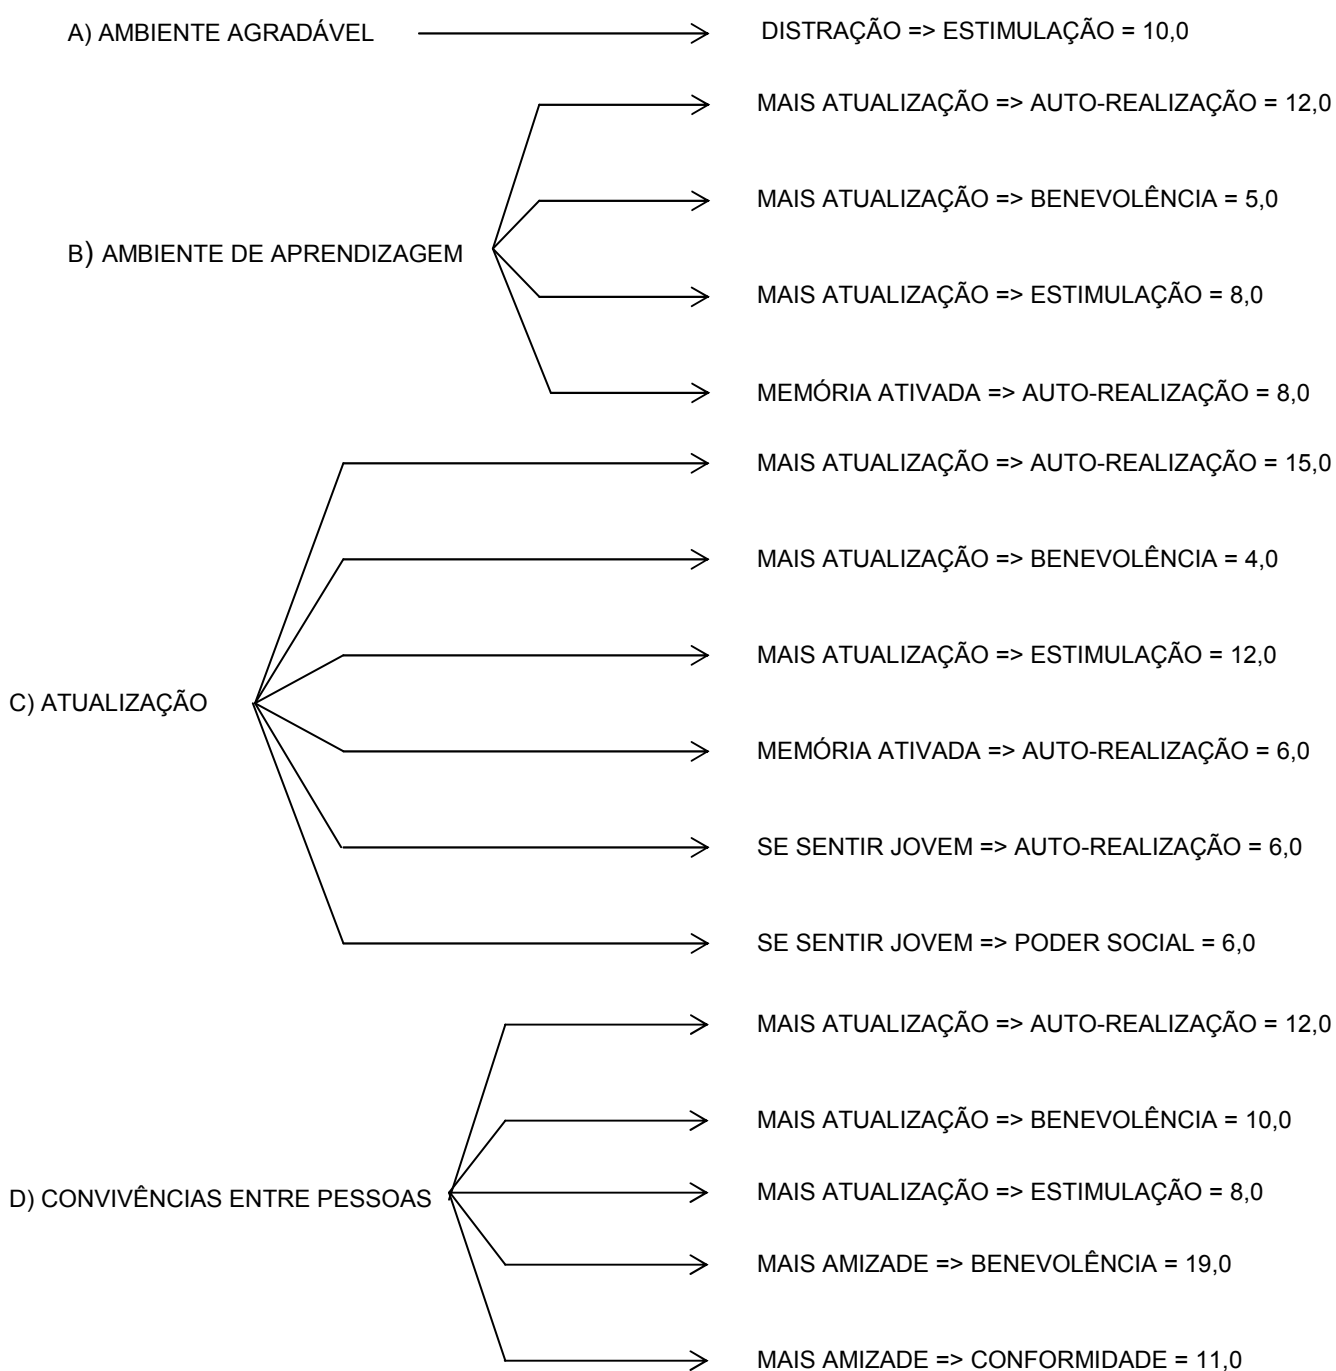 A) AMBIENTE AGRADÁVEL
DISTRAÇÃO => ESTIMULAÇÃO = 10,0
B) AMBIENTE DE APRENDIZAGEM
MAIS ATUALIZAÇÃO => AUTO-REALIZAÇÃO = 12,0
MAIS ATUALIZAÇÃO => BENEVOLÊNCIA = 5,0
MAIS ATUALIZAÇÃO => ESTIMULAÇÃO = 8,0
MEMÓRIA ATIVADA => AUTO-REALIZAÇÃO = 8,0
C) ATUALIZAÇÃO
MAIS ATUALIZAÇÃO => AUTO-REALIZAÇÃO = 15,0
MAIS ATUALIZAÇÃO => BENEVOLÊNCIA = 4,0
MAIS ATUALIZAÇÃO => ESTIMULAÇÃO = 12,0
MEMÓRIA ATIVADA => AUTO-REALIZAÇÃO = 6,0
SE SENTIR JOVEM => AUTO-REALIZAÇÃO = 6,0
SE SENTIR JOVEM => PODER SOCIAL = 6,0
D) CONVIVÊNCIAS ENTRE PESSOAS
MAIS ATUALIZAÇÃO => AUTO-REALIZAÇÃO = 12,0
MAIS ATUALIZAÇÃO => BENEVOLÊNCIA = 10,0
MAIS ATUALIZAÇÃO => ESTIMULAÇÃO = 8,0
MAIS AMIZADE => BENEVOLÊNCIA = 19,0
MAIS AMIZADE => CONFORMIDADE = 11,0